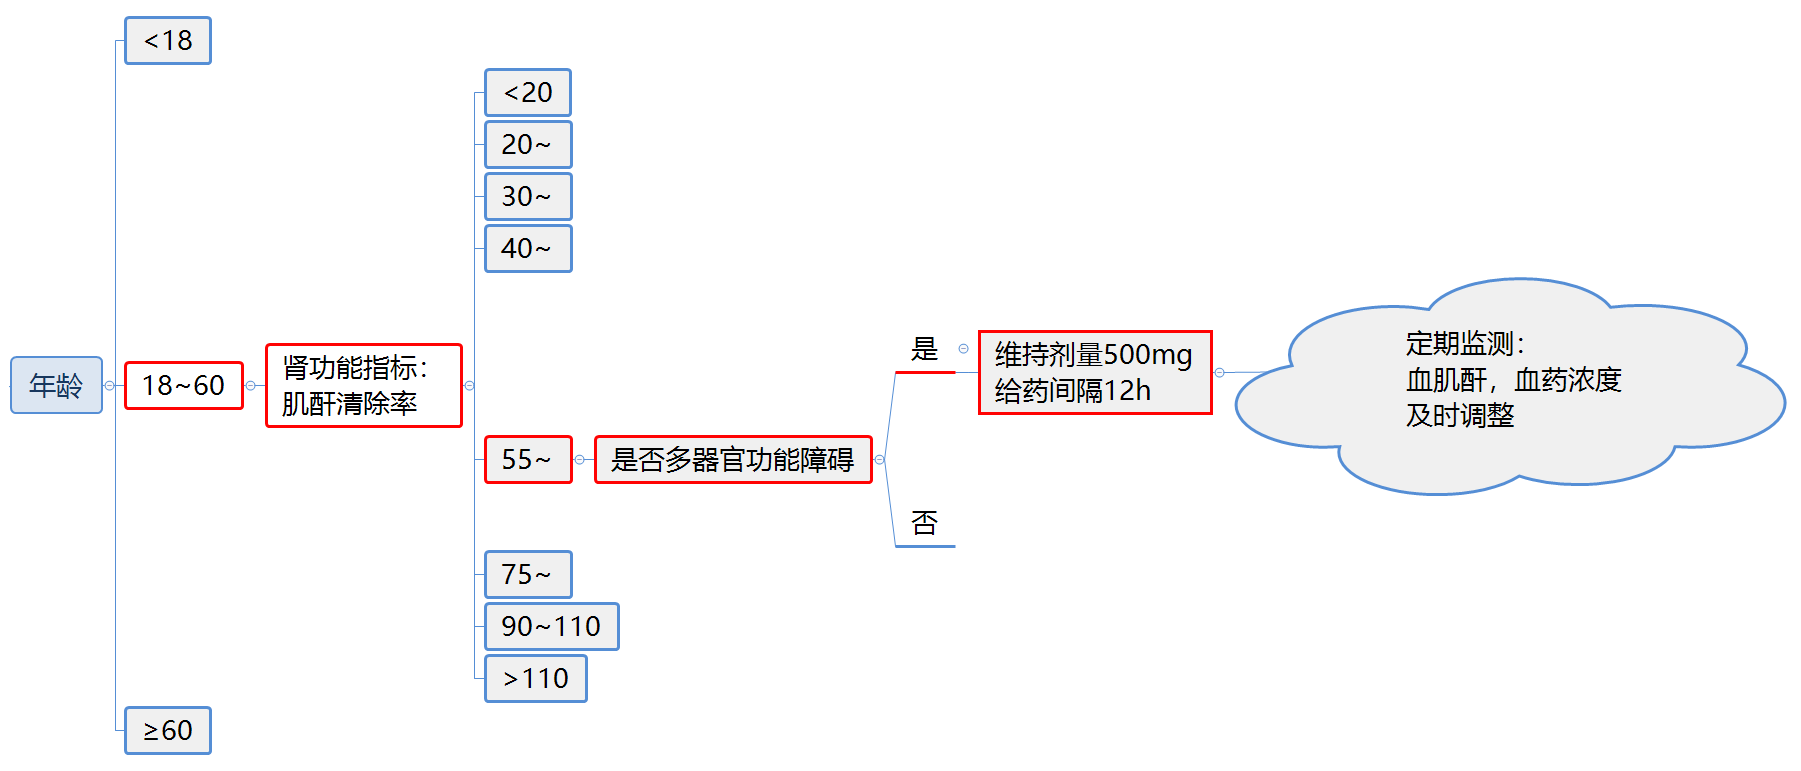 年龄
<18
18~60
≥60
肾功能指标：
肌酐清除率
<20
20~
30~
40~
55~
75~
90~110
>110
是否多器官功能障碍
是
否
维持剂量500mg
给药间隔12h
定期监测：
血肌酐，血药浓度
及时调整